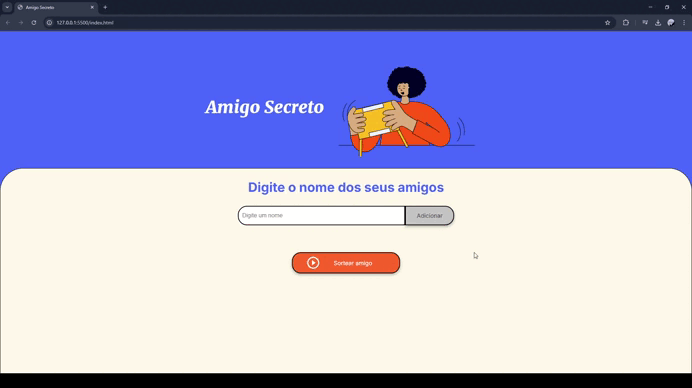 Amigo Secreto
127.0.0.1:5500/index.html
Amigo Secreto
Digite o nome dos seus amigos
Digite um nome
Adicionar
Sortear amigo